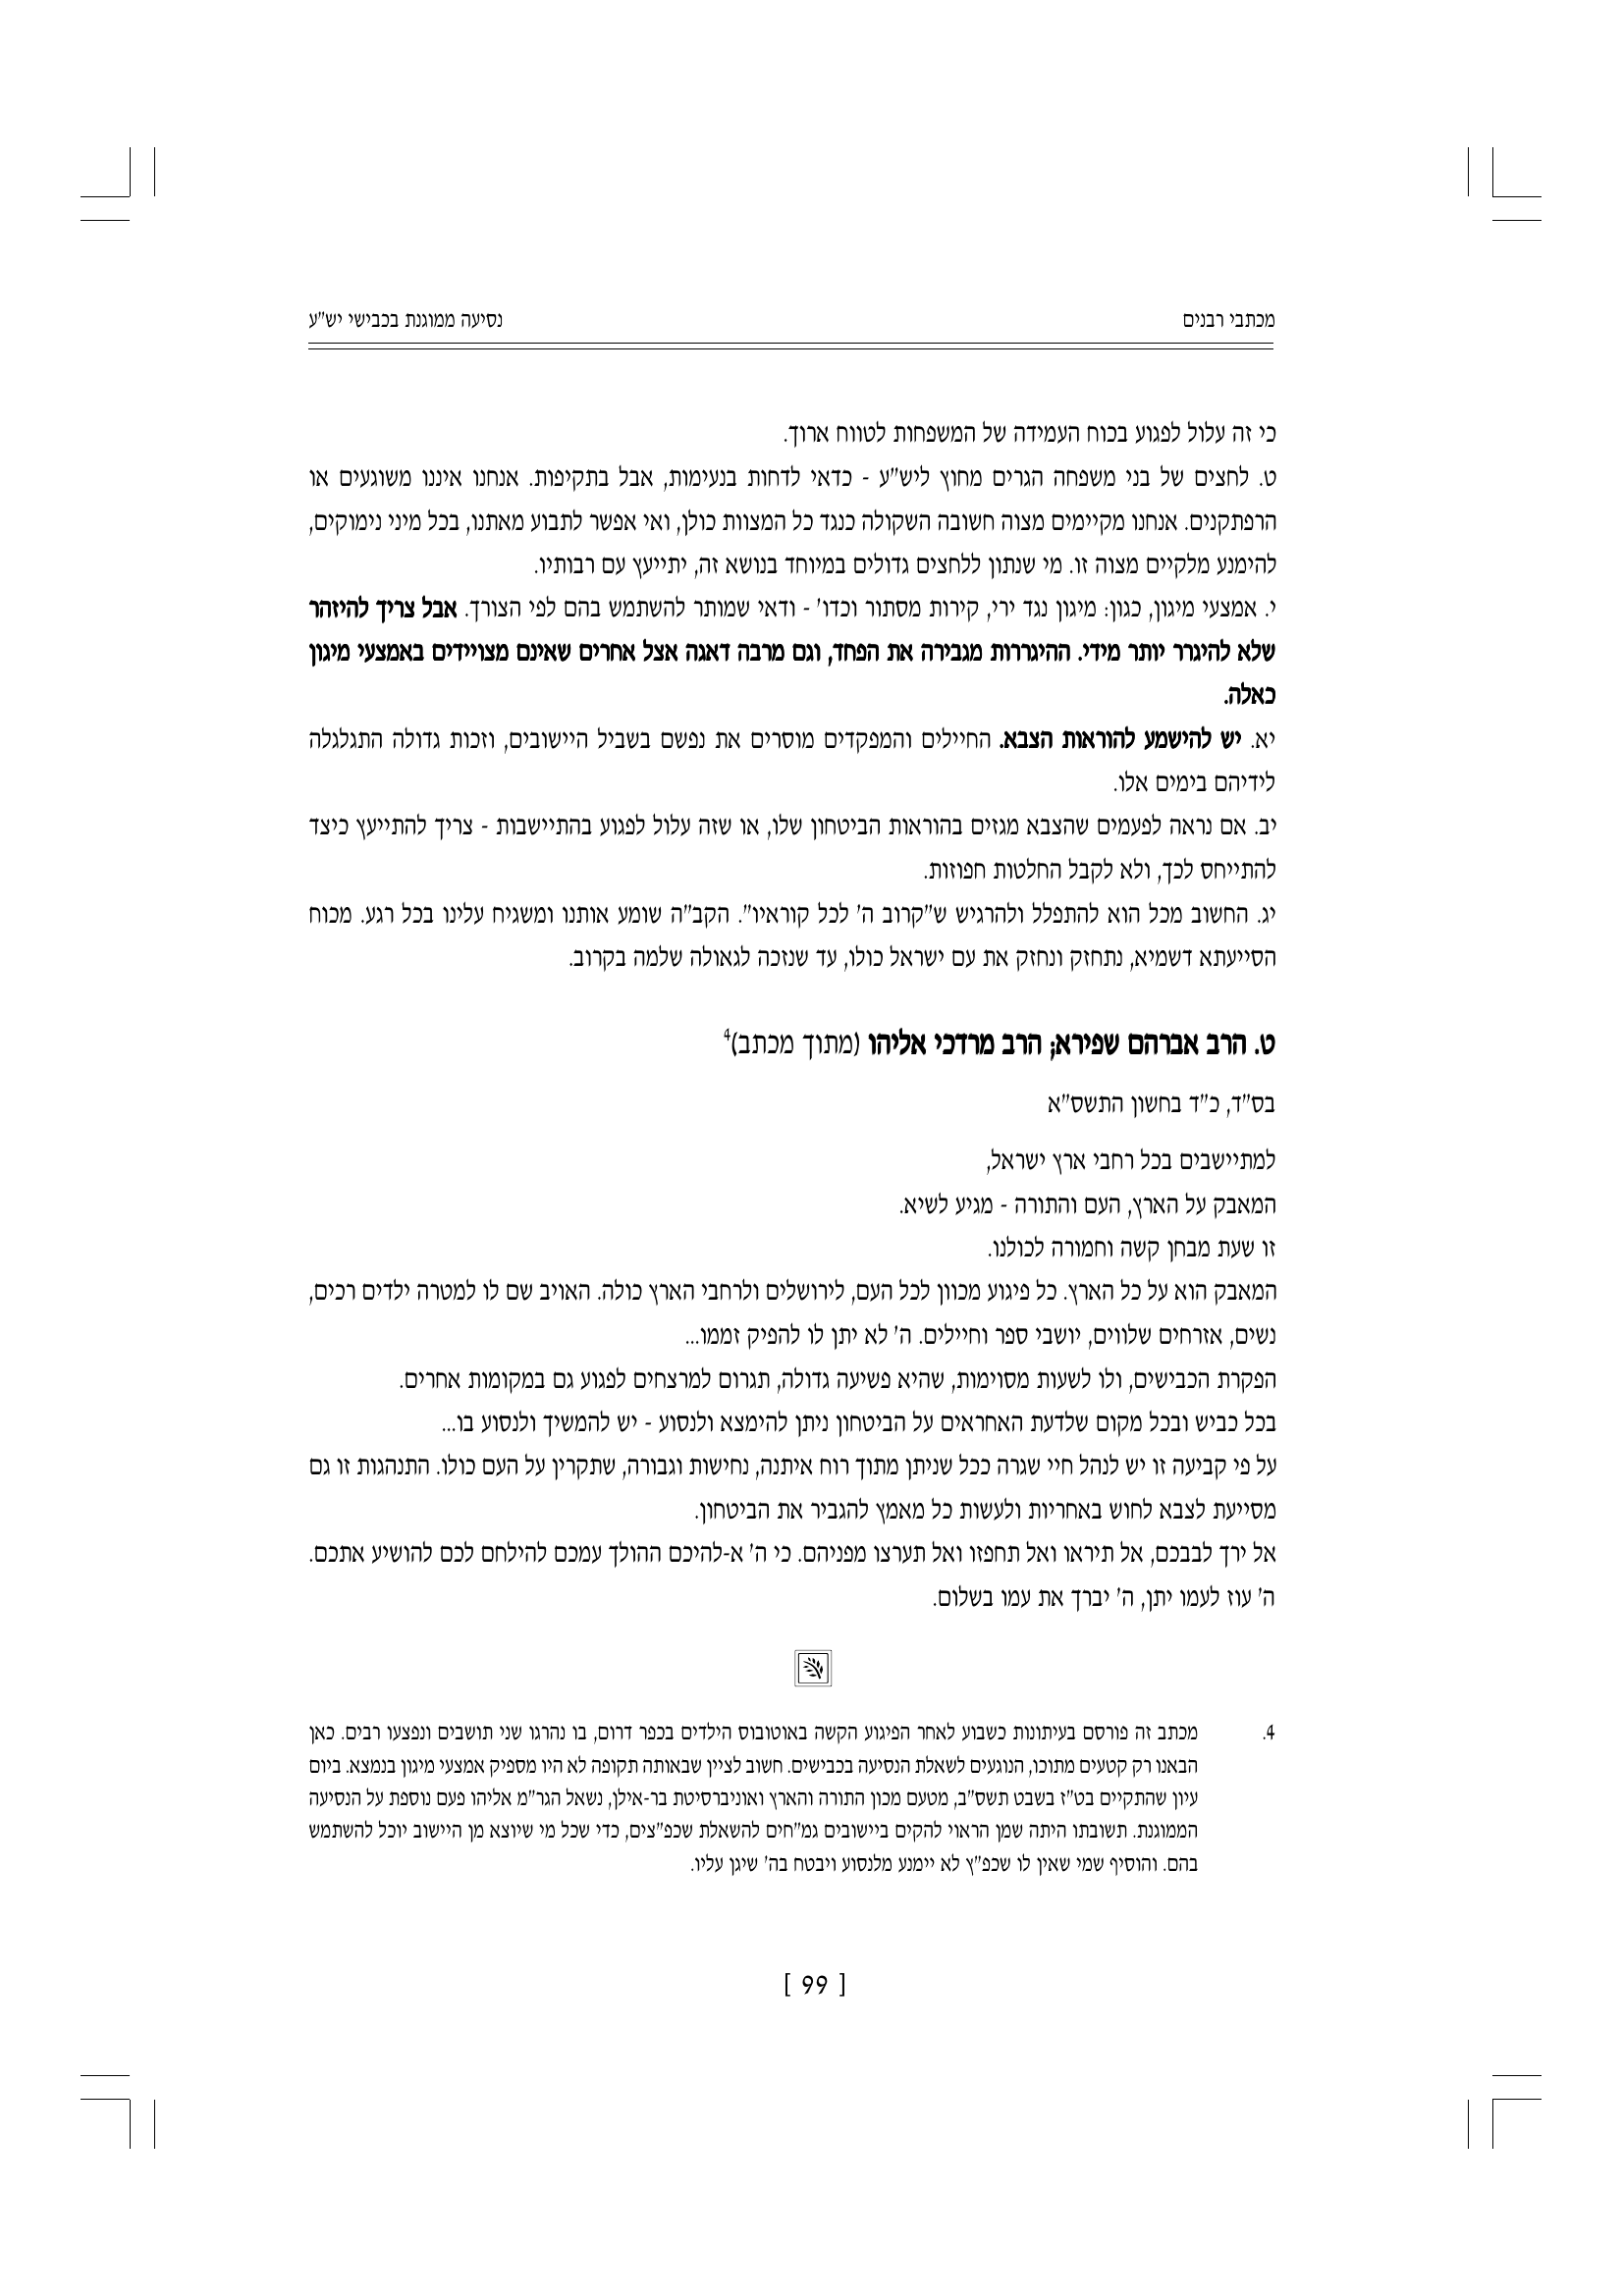 מכתבי רבנים
נסיעה ממוגנת בכבישי יש"ע
כי זה עלול לפגוע בכוח העמידה של המשפחות לטווח ארוך.
ט. לחצים של בני משפחה הגרים מחוץ ליש"ע - כדאי לדחות בנעימות, אבל בתקיפות. אנחנו איננו משוגעים או
הרפתקנים. אנחנו מקיימים מצוה חשובה השקולה כנגד כל המצוות כולן, ואי אפשר לתבוע מאתנו, בכל מיני נימוקים,
להימנע מלקיים מצוה זו. מי שנתון ללחצים גדולים במיוחד בנושא זה, יתייעץ עם רבותיו.
י. אמצעי מיגון, כגון: מיגון נגד ירי, קירות מסתור וכדו' - ודאי שמותר להשתמש בהם לפי הצורך. אבל צריך להיזהר
שלא להיגרר יותר מידי. ההיגררות מגבירה את הפחד, וגם מרבה דאגה אצל אחרים שאינם מצויידים באמצעי מיגון
כאלה.
יא. יש להישמע להוראות הצבא. החיילים והמפקדים מוסרים את נפשם בשביל היישובים, וזכות גדולה התגלגלה
לידיהם בימים אלו.
יב. אם נראה לפעמים שהצבא מגזים בהוראות הביטחון שלו, או שזה עלול לפגוע בהתיישבות - צריך להתייעץ כיצד
להתייחס לכך, ולא לקבל החלטות חפוזות.
יג. החשוב מכל הוא להתפלל ולהרגיש ש"קרוב ה' לכל קוראיו". הקב"ה שומע אותנו ומשגיח עלינו בכל רגע. מכוח
הסייעתא דשמיא, נתחזק ונחזק את עם ישראל כולו, עד שנזכה לגאולה שלמה בקרוב.
ט. הרב אברהם שפירא; הרב מרדכי אליהו (מתוך מכתב)4
בס"ד, כ"ד בחשון התשס"א
למתיישבים בכל רחבי ארץ ישראל,
המאבק על הארץ, העם והתורה - מגיע לשיא.
זו שעת מבחן קשה וחמורה לכולנו.
המאבק הוא על כל הארץ. כל פיגוע מכוון לכל העם, לירושלים ולרחבי הארץ כולה. האויב שם לו למטרה ילדים רכים,
נשים, אזרחים שלווים, יושבי ספר וחיילים. ה' לא יתן לו להפיק זממו...
הפקרת הכבישים, ולו לשעות מסוימות, שהיא פשיעה גדולה, תגרום למרצחים לפגוע גם במקומות אחרים.
בכל כביש ובכל מקום שלדעת האחראים על הביטחון ניתן להימצא ולנסוע - יש להמשיך ולנסוע בו...
על פי קביעה זו יש לנהל חיי שגרה ככל שניתן מתוך רוח איתנה, נחישות וגבורה, שתקרין על העם כולו. התנהגות זו גם
מסייעת לצבא לחוש באחריות ולעשות כל מאמץ להגביר את הביטחון.
אל ירך לבבכם, אל תיראו ואל תחפזו ואל תערצו מפניהם. כי ה' א-להיכם ההולך עמכם להילחם לכם להושיע אתכם.
ה' עוז לעמו יתן, ה' יברך את עמו בשלום.
4. מכתב זה פורסם בעיתונות כשבוע לאחר הפיגוע הקשה באוטובוס הילדים בכפר דרום, בו נהרגו שני תושבים ונפצעו רבים. כאן
הבאנו רק קטעים מתוכו, הנוגעים לשאלת הנסיעה בכבישים. חשוב לציין שבאותה תקופה לא היו מספיק אמצעי מיגון בנמצא. ביום
עיון שהתקיים בט"ז בשבט תשס"ב, מטעם מכון התורה והארץ ואוניברסיטת בר-אילן, נשאל הגר"מ אליהו פעם נוספת על הנסיעה
הממוגנת. תשובתו היתה שמן הראוי להקים ביישובים גמ"חים להשאלת שכפ"צים, כדי שכל מי שיוצא מן היישוב יוכל להשתמש
בהם. והוסיף שמי שאין לו שכפ"ץ לא יימנע מלנסוע ויבטח בה' שיגן עליו.
[ 99 ]